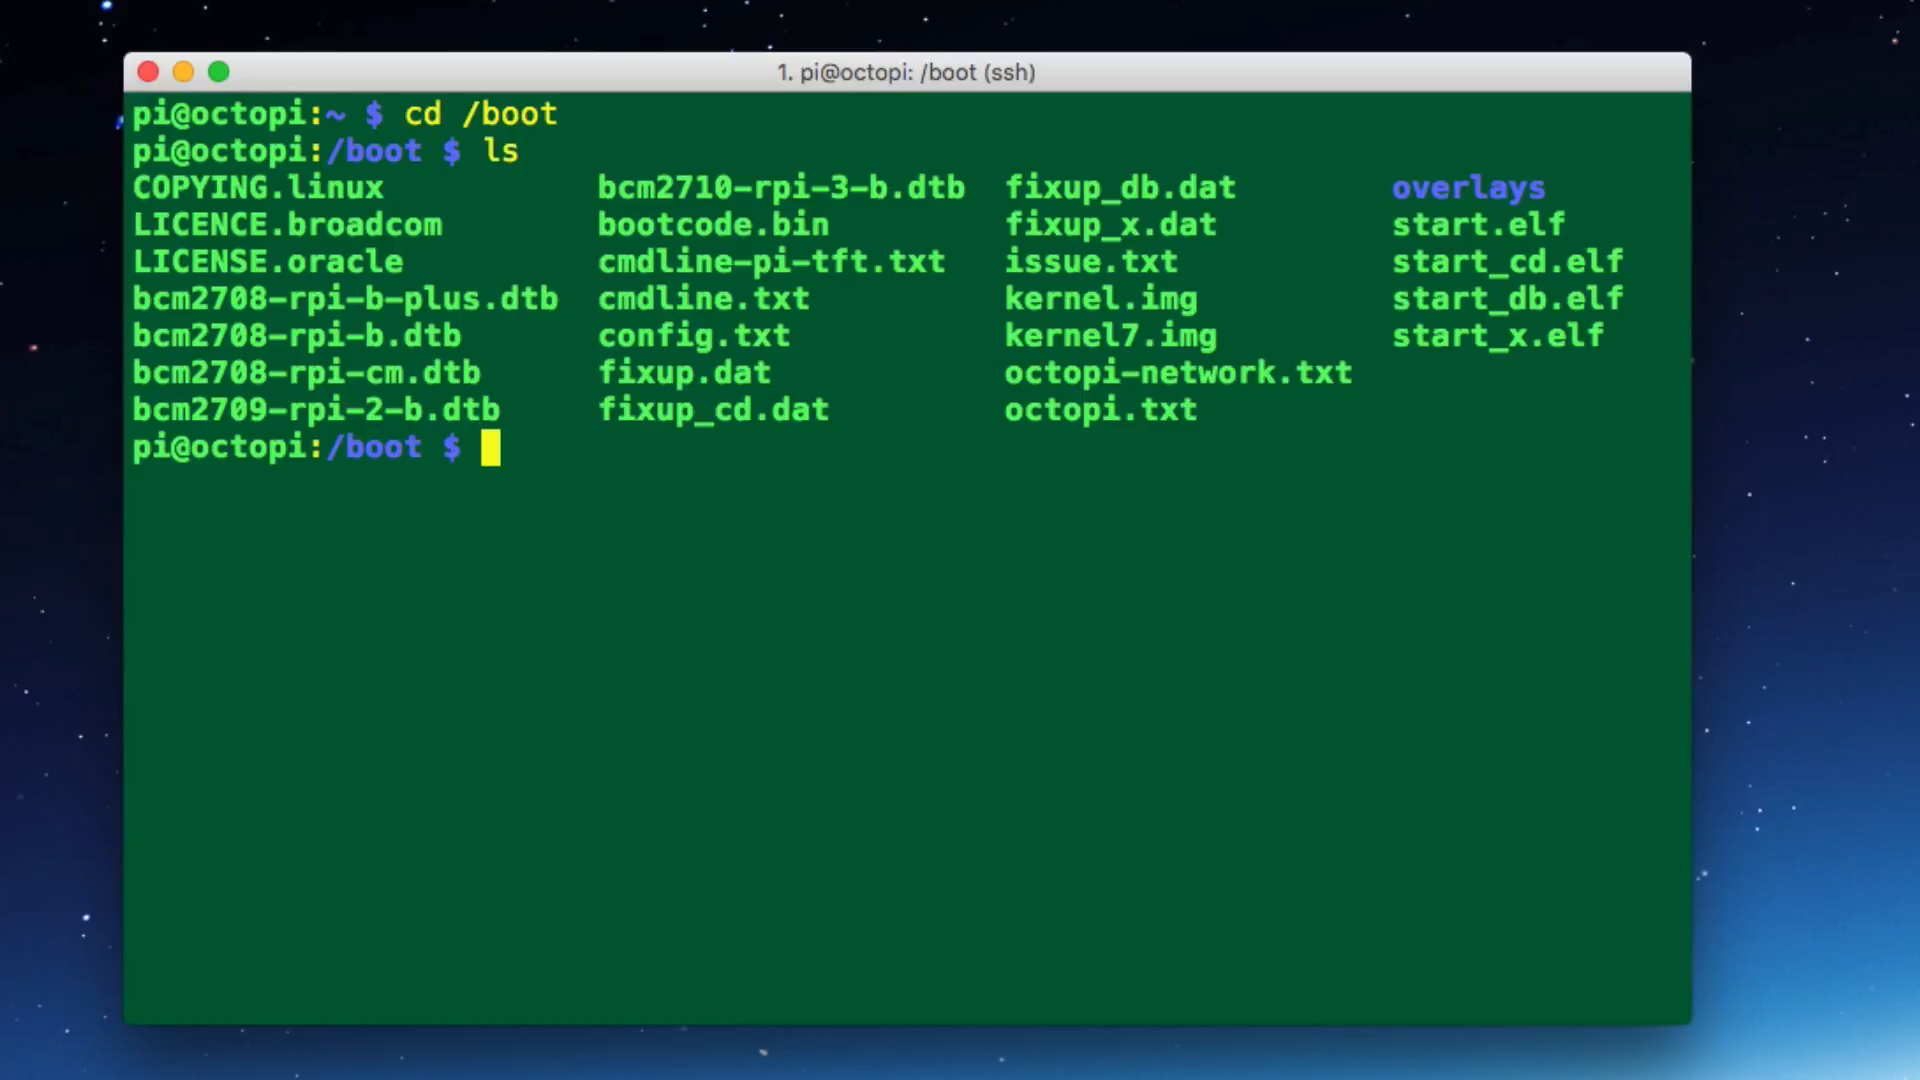 1. pi@octopi: /boot (ssh)
pi@octopi:~ $ cd /boot
pi@octopi:/boot $ ls
COPYING.linux bcm2710-rpi-3-b.dtb fixup_db.dat overlays
LICENCE.broadcom bootcode.bin fixup_x.dat start.elf
LICENSE.oracle cmdline-pi-tft.txt issue.txt start_cd.elf
bcm2708-rpi-b-plus.dtb cmdline.txt kernel.img start_db.elf
bcm2708-rpi-b.dtb config.txt kernel7.img start_x.elf
bcm2708-rpi-cm.dtb fixup.dat octopi-network.txt
bcm2709-rpi-2-b.dtb fixup_cd.dat octopi.txt
pi@octopi:/boot $